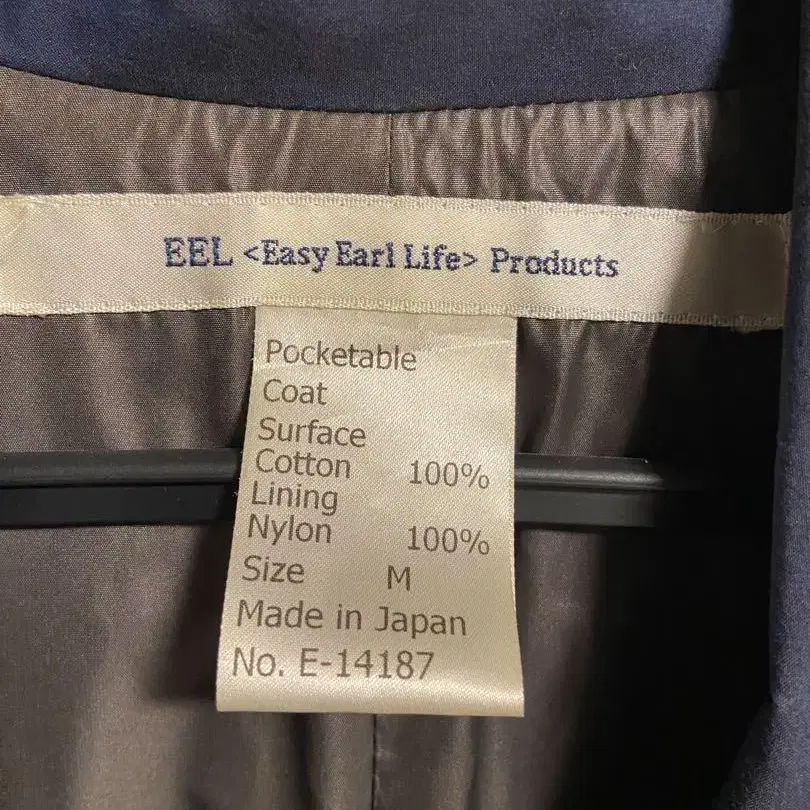 EEL <Easy Earl Life> Products
Pocketable
Coat
Surface
Cotton 100%
Lining
Nylon 100%
Size M
Made in Japan
No. E-14187